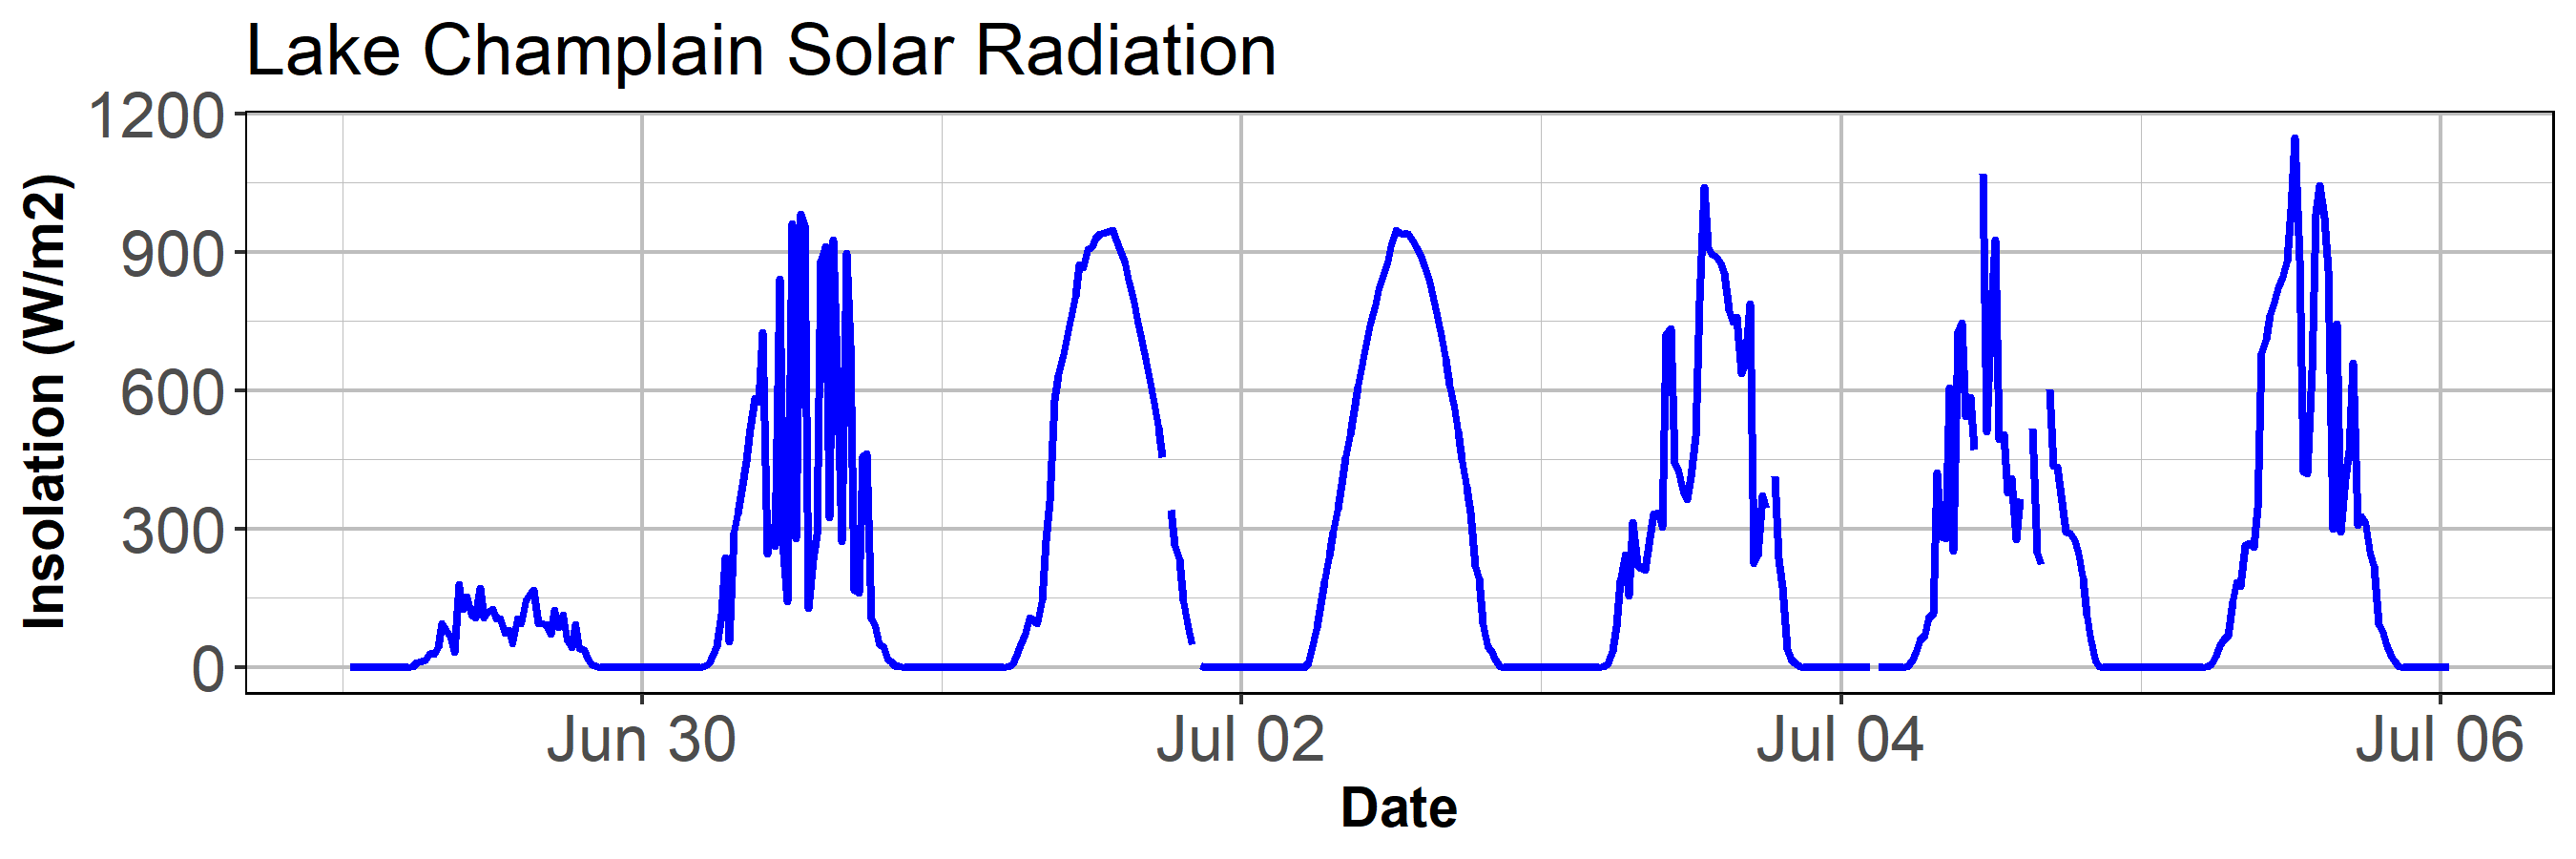 Lake Champlain Solar Radiation
1200
900
600
300
0
Insolation (W/m2)
Jun 30 Jul 02 Jul 04 Jul 06
Date